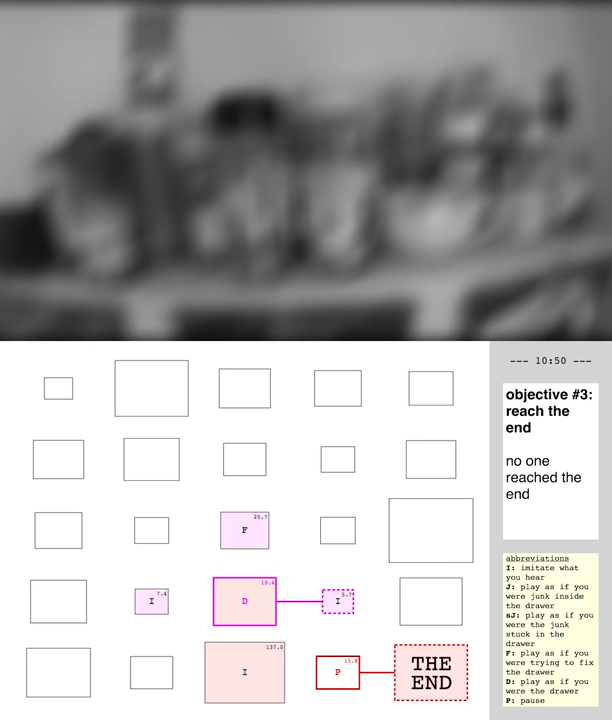 --- 10:50 ---
objective #3:
reach the
end
no one
reached the
end
25.7
F
7.4
I
19.4
D
I
137.0
I
15.8
P
THE
END
abbreviations
I: imitate what
you hear
J: play as if you
were junk inside
the drawer
sJ: play as if you
were the junk
stuck in the
drawer
F: play as if you
were trying to fix
the drawer
D: play as if you
were the drawer
P: pause